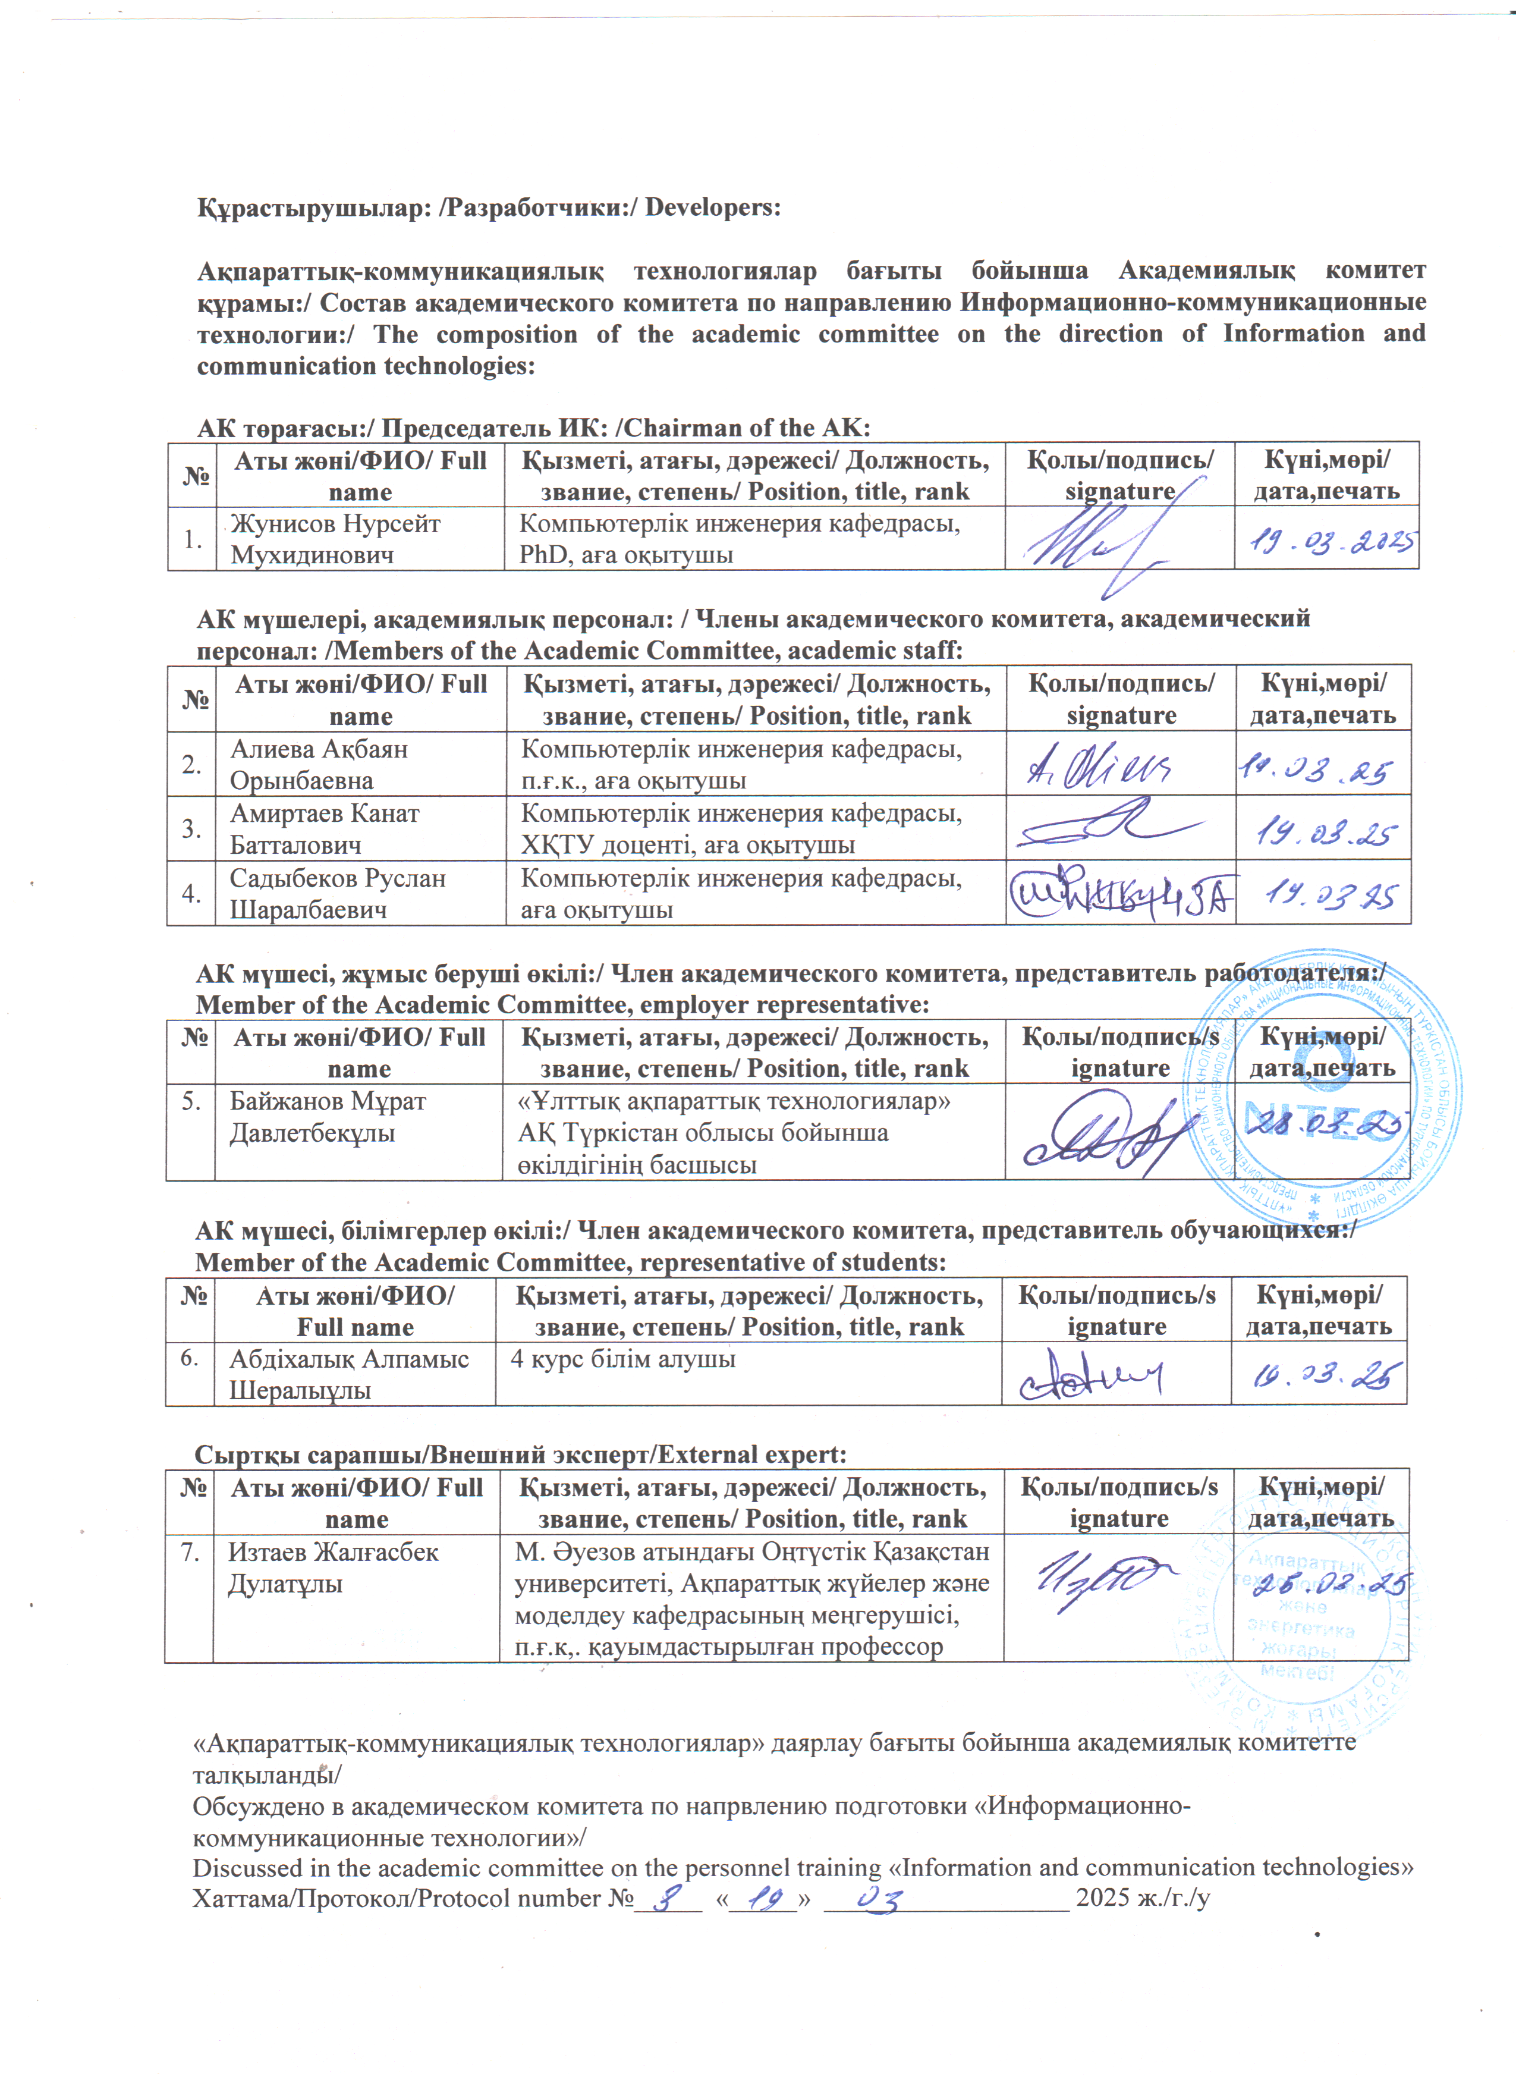 Құрастырушылар: /Разработчики:/ Developers:
Ақпараттық-коммуникациялық технологиялар бағыты бойынша Академиялық комитет
құрамы:/ Состав академического комитета по направлению Информационно-коммуникационные
технологии:/ The composition of the academic committee on the direction of Information and
communication technologies:
АК төрағасы:/ Председатель ИК: /Chairman of the AK:
№ Аты жөні/ФИО/ Full name Қызметі, атағы, дәрежесі/ Должность, звание, степень/ Position, title, rank Қолы/подпись/ signature Күні,мөрі/ дата,печать
1. Жунисов Нурсейт Мухидинович Компьютерлік инженерия кафедрасы, PhD, аға оқытушы 19.03.2025
АК мүшелері, академиялық персонал: / Члены академического комитета, академический
персонал: /Members of the Academic Committee, academic staff:
№ Аты жөні/ФИО/ Full name Қызметі, атағы, дәрежесі/ Должность, звание, степень/ Position, title, rank Қолы/подпись/ signature Күні,мөрі/ дата,печать
2. Алиева Ақбаян Орынбаевна Компьютерлік инженерия кафедрасы, п.ғ.к., аға оқытушы 19.03.25
3. Амиртаев Канат Батталович Компьютерлік инженерия кафедрасы, ХҚТУ доценті, аға оқытушы 19.03.25
4. Садыбеков Руслан Шаралбаевич Компьютерлік инженерия кафедрасы, аға оқытушы 19.03.25
АК мүшесі, жұмыс беруші өкілі:/ Член академического комитета, представитель работодателя:/
Member of the Academic Committee, employer representative:
№ Аты жөні/ФИО/ Full name Қызметі, атағы, дәрежесі/ Должность, звание, степень/ Position, title, rank Қолы/подпись/s ignature Күні,мөрі/ дата,печать
5. Байжанов Мұрат Давлетбекұлы «Ұлттық ақпараттық технологиялар» АҚ Түркістан облысы бойынша өкілдігінің басшысы 28.03.25
NITEC
АК мүшесі, білімгерлер өкілі:/ Член академического комитета, представитель обучающихся:/
Member of the Academic Committee, representative of students:
№ Аты жөні/ФИО/ Full name Қызметі, атағы, дәрежесі/ Должность, звание, степень/ Position, title, rank Қолы/подпись/s ignature Күні,мөрі/ дата,печать
6. Абдіхалық Алпамыс Шералыұлы 4 курс білім алушы 19.03.25
Сыртқы сарапшы/Внешний эксперт/External expert:
№ Аты жөні/ФИО/ Full name Қызметі, атағы, дәрежесі/ Должность, звание, степень/ Position, title, rank Қолы/подпись/s ignature Күні,мөрі/ дата,печать
7. Изтаев Жалғасбек Дулатұлы М. Әуезов атындағы Оңтүстік Қазақстан университеті, Ақпараттық жүйелер және моделдеу кафедрасының меңгерушісі, п.ғ.к,. қауымдастырылған профессор 25.03.25
Ақпараттық
технологиялар
және
энергетика
жоғары
мектебі
«Ақпараттық-коммуникациялық технологиялар» даярлау бағыты бойынша академиялық комитетте
талқыланды/
Обсуждено в академическом комитета по напрвлению подготовки «Информационно-
коммуникационные технологии»/
Discussed in the academic committee on the personnel training «Information and communication technologies»
Хаттама/Протокол/Protocol number № 8 «19» 03 2025 ж./г./у